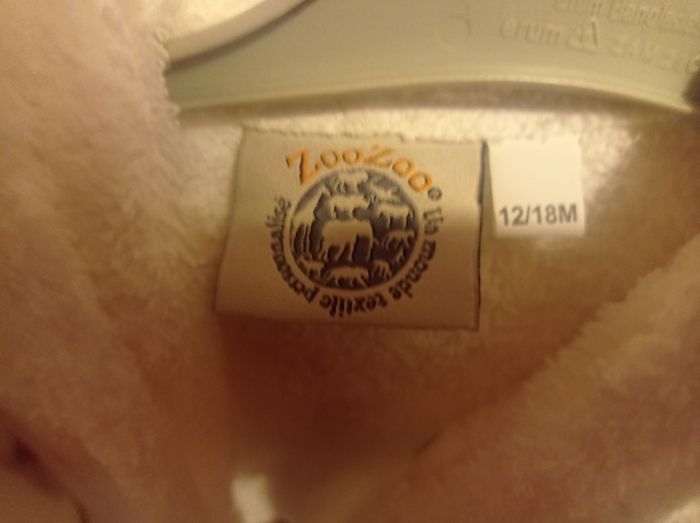 ZooZoo®
Un monde textile personnalisé
12/18M